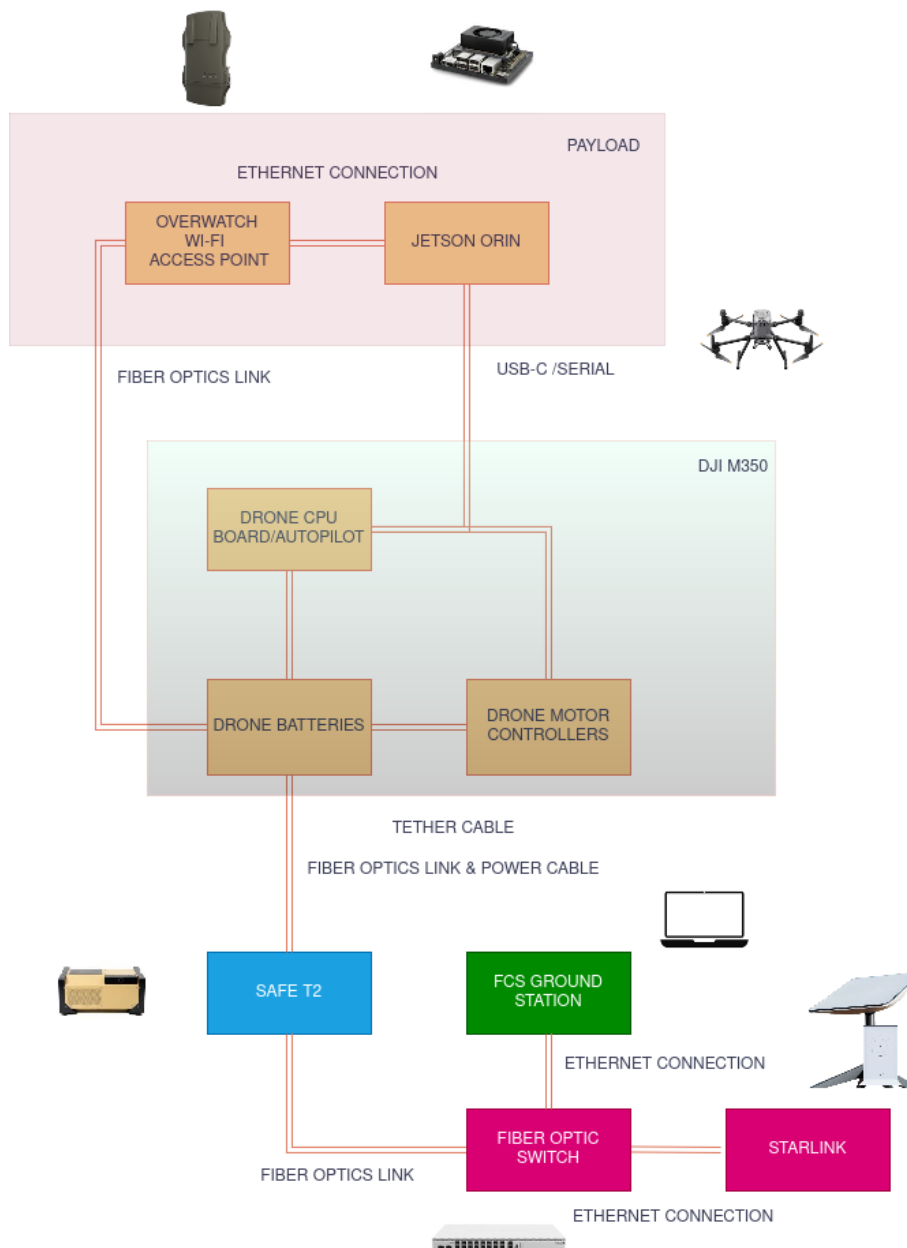 PAYLOAD
ETHERNET CONNECTION
OVERWATCH
WI-FI
ACCESS POINT
JETSON ORIN
FIBER OPTICS LINK
USB-C /SERIAL
DJI M350
DRONE CPU
BOARD/AUTOPILOT
DRONE BATTERIES
DRONE MOTOR
CONTROLLERS
TETHER CABLE
FIBER OPTICS LINK & POWER CABLE
SAFE T2
FCS GROUND
STATION
ETHERNET CONNECTION
FIBER OPTIC
SWITCH
STARLINK
FIBER OPTICS LINK
ETHERNET CONNECTION